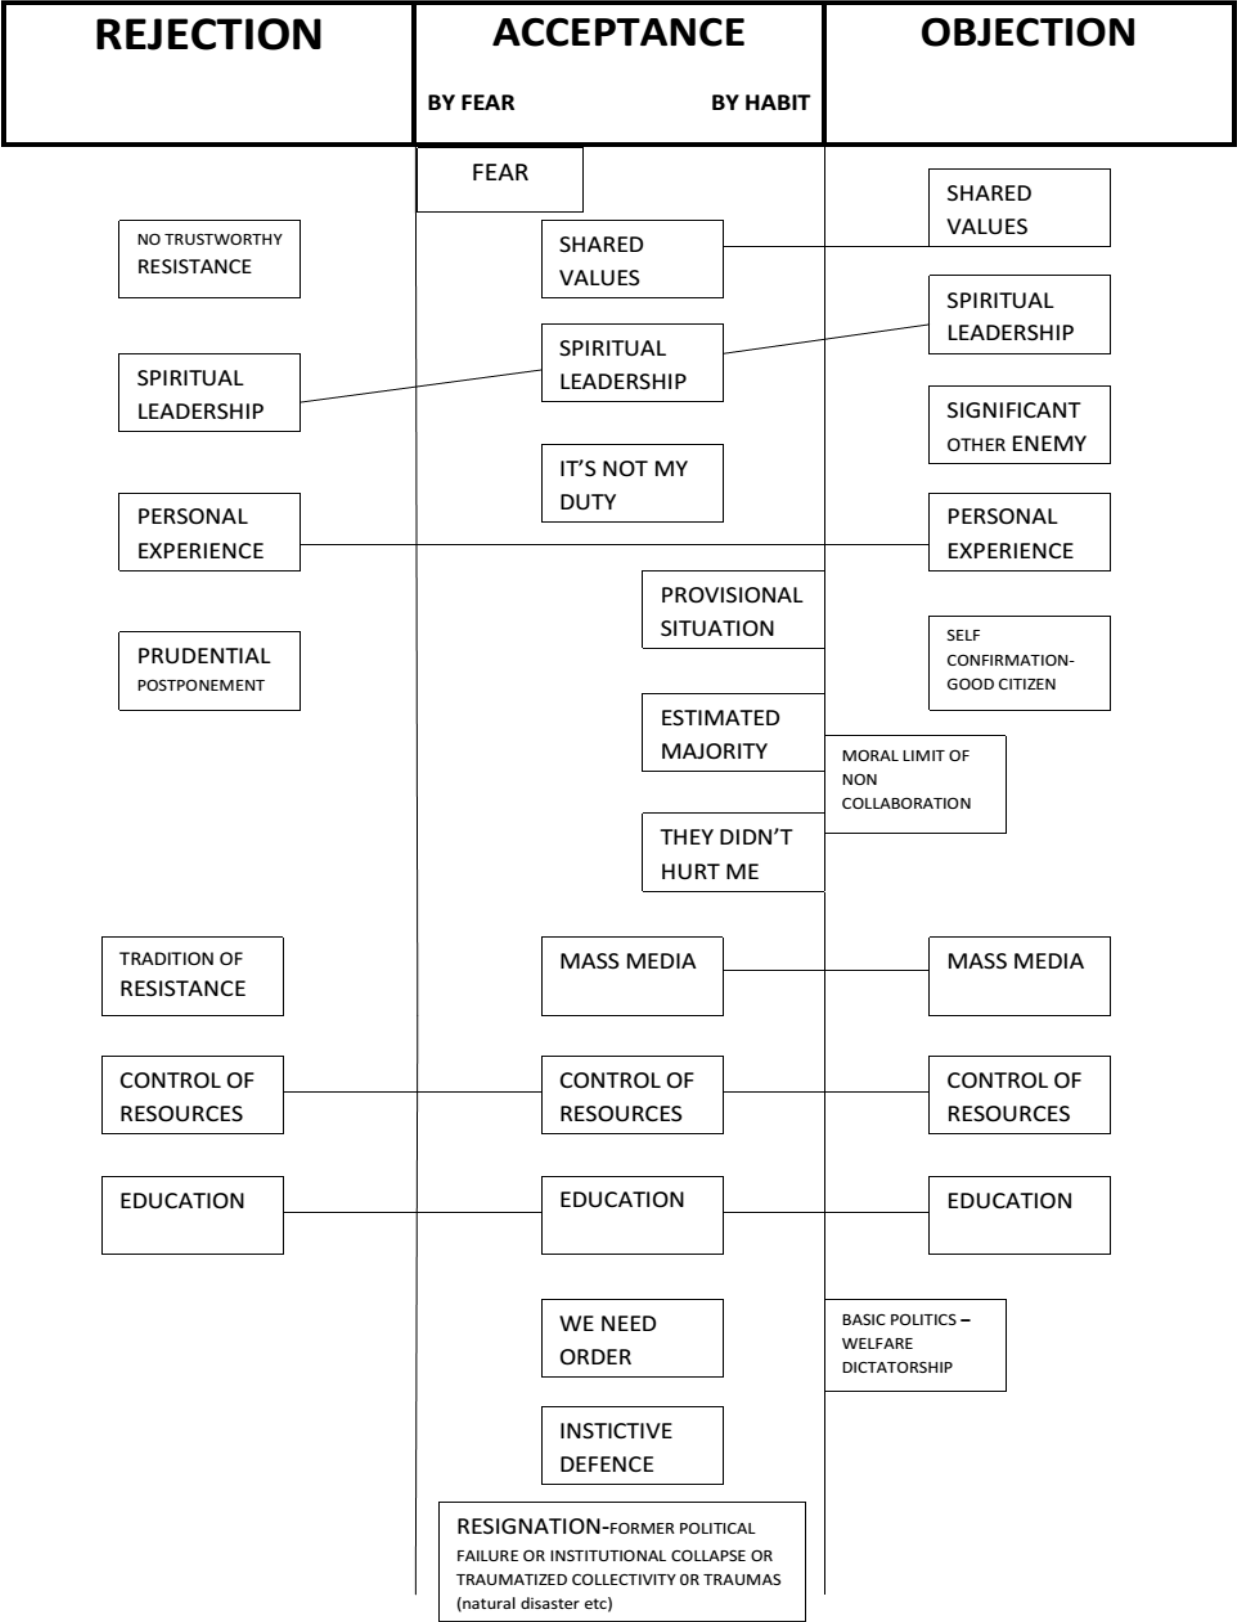 REJECTION
ACCEPTANCE
BY FEAR
BY HABIT
OBJECTION
FEAR
SHARED
VALUES
NO TRUSTWORTHY
RESISTANCE
SHARED
VALUES
SPIRITUAL
LEADERSHIP
SPIRITUAL
LEADERSHIP
SPIRITUAL
LEADERSHIP
SIGNIFICANT
OTHER ENEMY
IT'S NOT MY
DUTY
PERSONAL
EXPERIENCE
PERSONAL
EXPERIENCE
PROVISIONAL
SITUATION
PRUDENTIAL
POSTPONEMENT
SELF
CONFIRMATION-
GOOD CITIZEN
ESTIMATED
MAJORITY
MORAL LIMIT OF
NON
COLLABORATION
THEY DIDN'T
HURT ME
TRADITION OF
RESISTANCE
MASS MEDIA
MASS MEDIA
CONTROL OF
RESOURCES
CONTROL OF
RESOURCES
CONTROL OF
RESOURCES
EDUCATION
EDUCATION
EDUCATION
WE NEED
ORDER
BASIC POLITICS –
WELFARE
DICTATORSHIP
INSTICTIVE
DEFENCE
RESIGNATION-FORMER POLITICAL
FAILURE OR INSTITUTIONAL COLLAPSE OR
TRAUMATIZED COLLECTIVITY 0R TRAUMAS
(natural disaster etc)